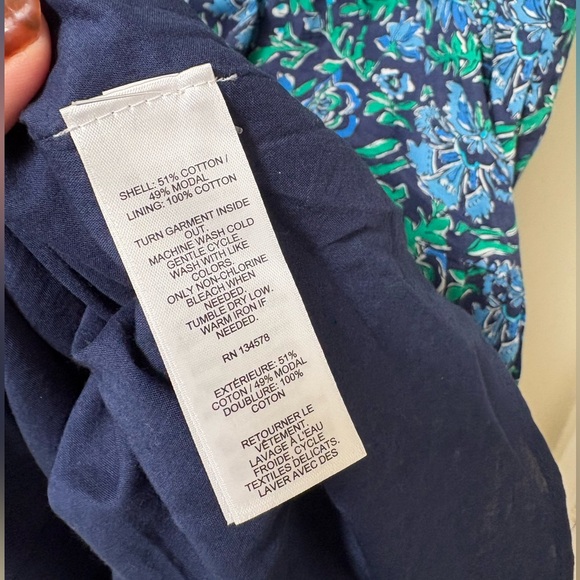 SHELL: 51% COTTON /
49% MODAL
LINING: 100% COTTON
TURN GARMENT INSIDE
OUT.
MACHINE WASH COLD
GENTLE CYCLE.
WASH WITH LIKE
COLORS.
ONLY NON-CHLORINE
BLEACH WHEN
NEEDED.
TUMBLE DRY LOW.
WARM IRON IF
NEEDED.
RN 134578
EXTÉRIEURE: 51%
COTON / 49% MODAL
DOUBLURE: 100%
COTON
RETOURNER LE
VÊTEMENT.
LAVAGE À L'EAU
FROIDE, CYCLE
TEXTILES DÉLICATS.
LAVER AVEC DES